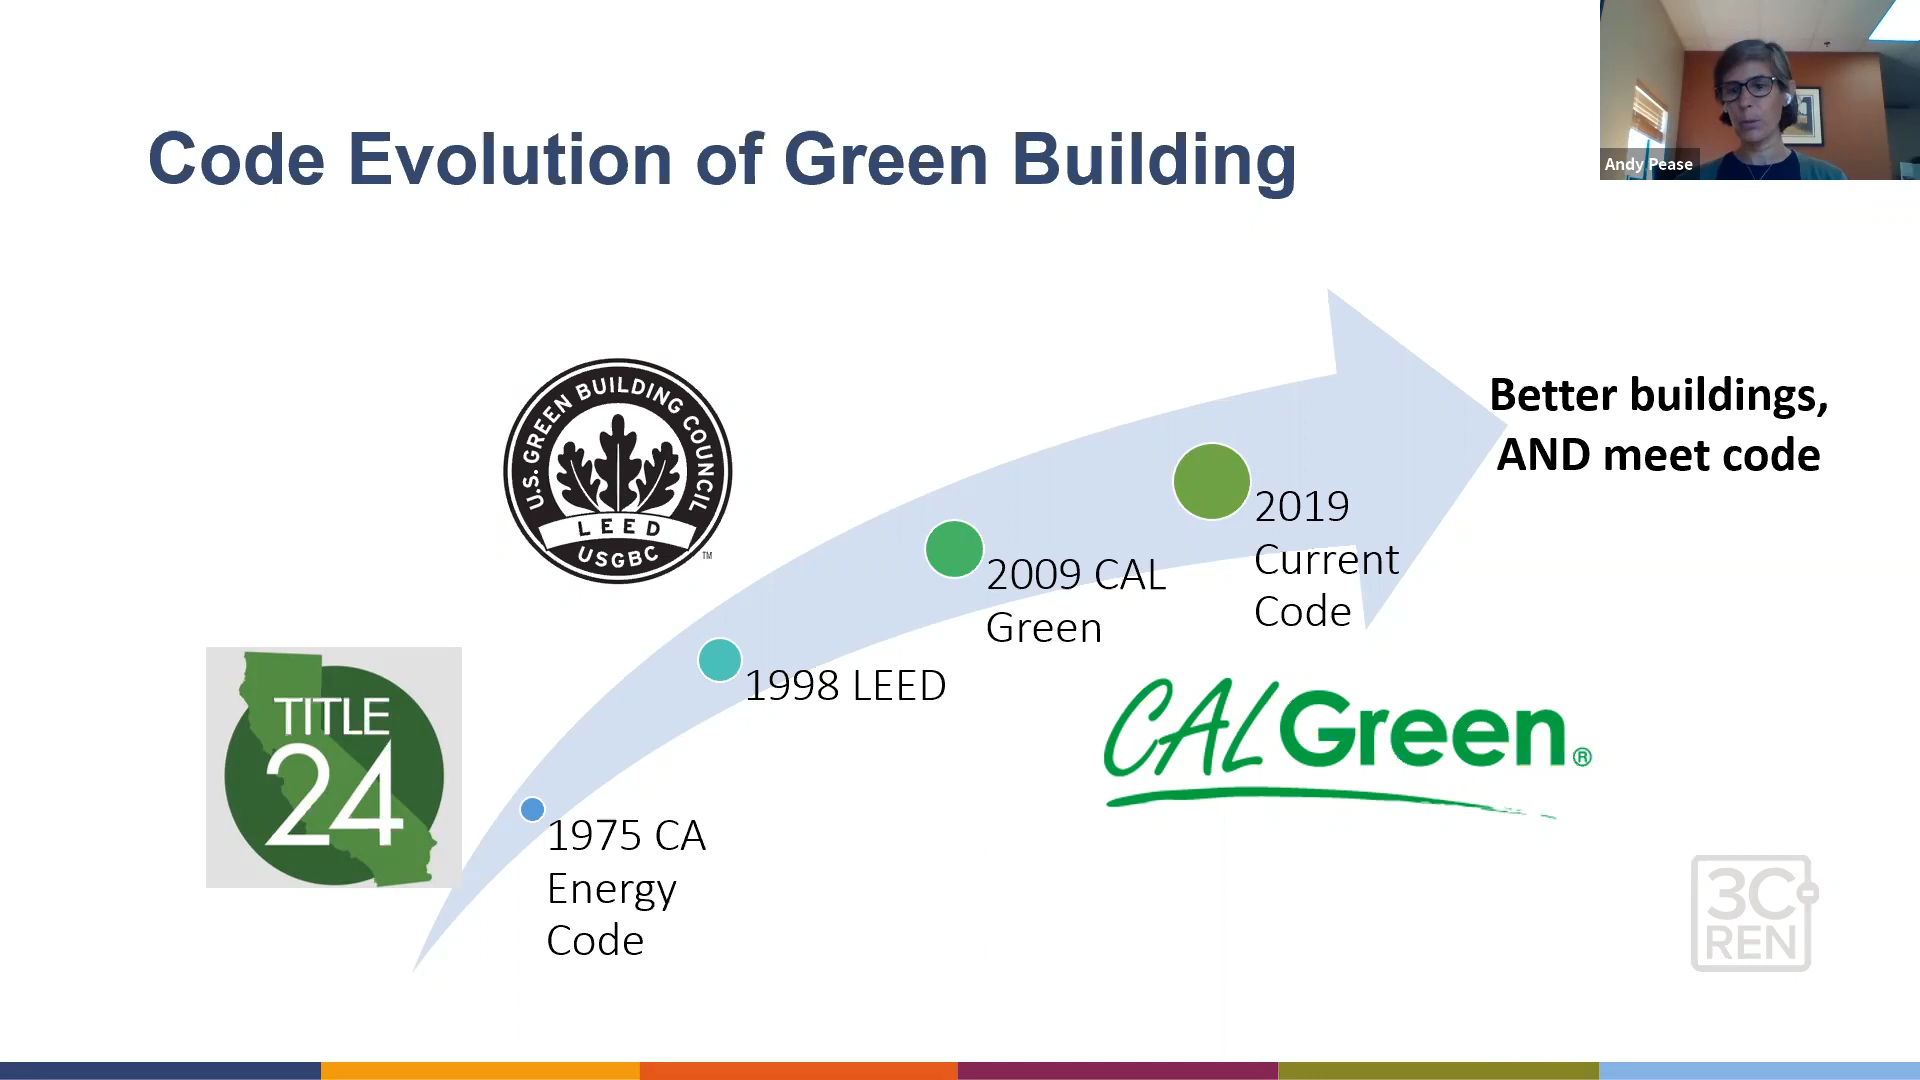 Code Evolution of Green Building
Andy Pease
U.S. GREEN BUILDING COUNCIL
LEED
USGBC
TM
Better buildings,
AND meet code
2019
Current
Code
2009 CAL
Green
1998 LEED
TITLE
24
CALGreen®
1975 CA
Energy
Code
3C
REN